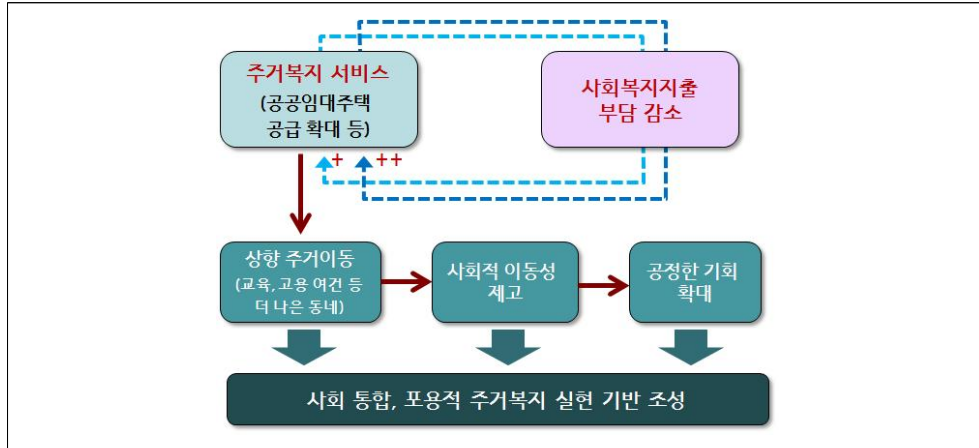 주거복지 서비스
(공공임대주택
공급 확대 등)
사회복지지출
부담 감소
+
++
상향 주거이동
(교육, 고용 여건 등
더 나은 동네)
사회적 이동성
제고
공정한 기회
확대
사회 통합, 포용적 주거복지 실현 기반 조성